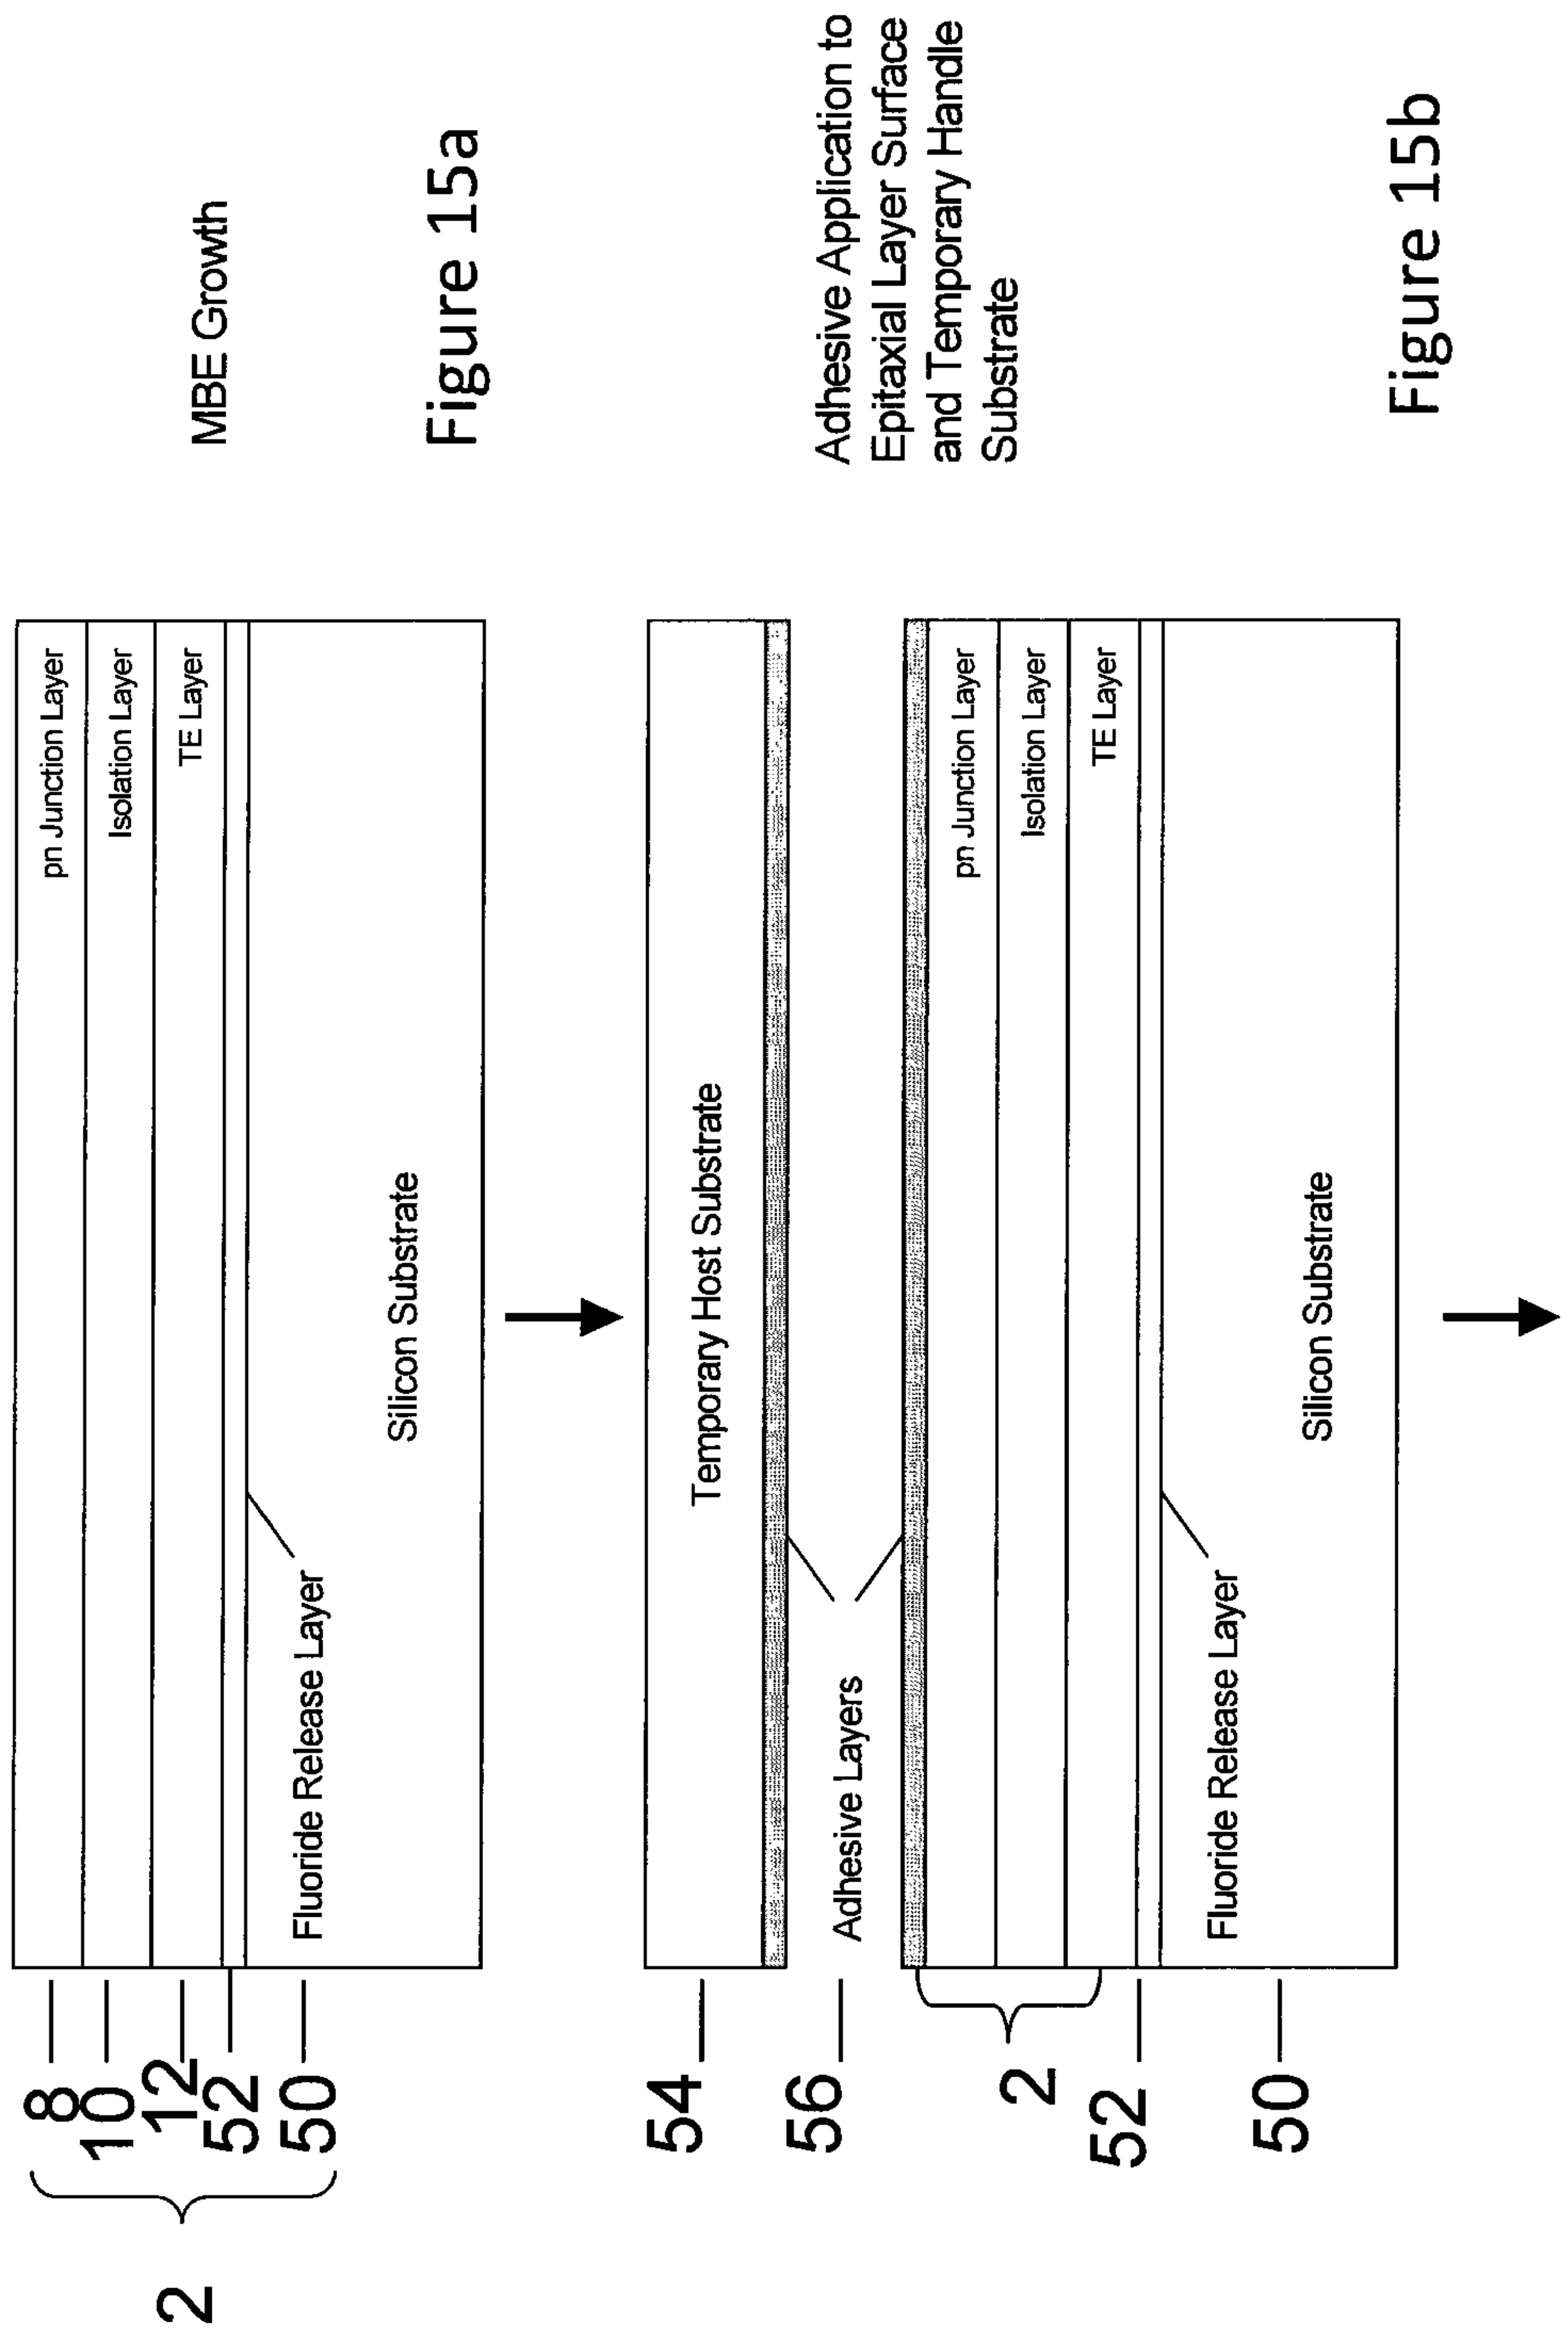 8
10
12
52
50
2
pn Junction Layer
Isolation Layer
TE Layer
Fluoride Release Layer
Silicon Substrate
MBE Growth
Figure 15a
54
56
2
52
50
Temporary Host Substrate
Adhesive Layers
pn Junction Layer
Isolation Layer
TE Layer
Fluoride Release Layer
Silicon Substrate
Adhesive Application to
Epitaxial Layer Surface
and Temporary Handle
Substrate
Figure 15b